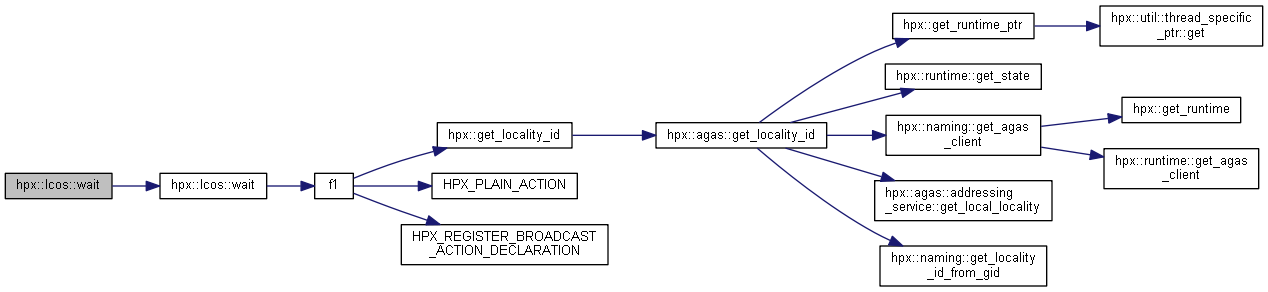 hpx::lcos::wait
hpx::lcos::wait
f1
hpx::get_locality_id
HPX_PLAIN_ACTION
HPX_REGISTER_BROADCAST
_ACTION_DECLARATION
hpx::agas::get_locality_id
hpx::get_runtime_ptr
hpx::util::thread_specific
_ptr::get
hpx::runtime::get_state
hpx::naming::get_agas
_client
hpx::get_runtime
hpx::runtime::get_agas
_client
hpx::agas::addressing
_service::get_local_locality
hpx::naming::get_locality
_id_from_gid